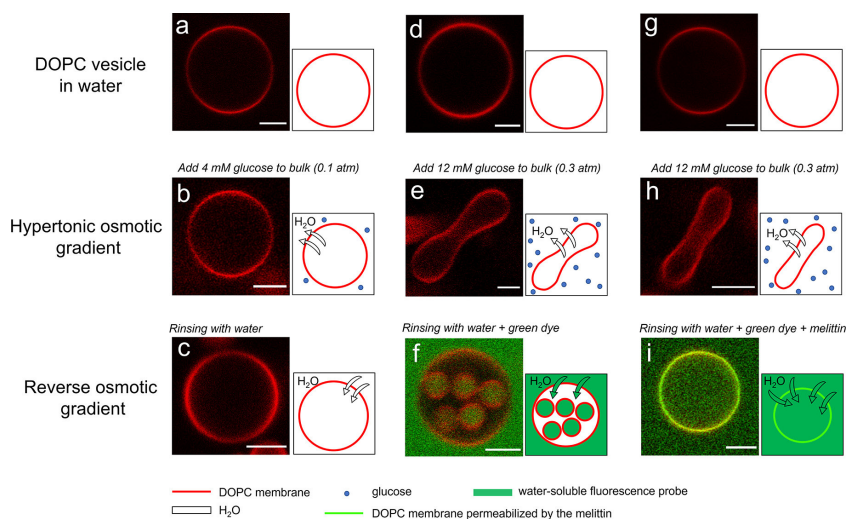 a
d
g
DOPC vesicle
in water
Add 4 mM glucose to bulk (0.1 atm)
Add 12 mM glucose to bulk (0.3 atm)
Add 12 mM glucose to bulk (0.3 atm)
b
H₂O
e
H₂O
h
H₂O
Hypertonic osmotic
gradient
Rinsing with water
Rinsing with water + green dye
Rinsing with water + green dye + melittin
c
H₂O
f
H₂O
i
H₂O
Reverse osmotic
gradient
DOPC membrane
glucose
water-soluble fluorescence probe
H₂O
DOPC membrane permeabilized by the melittin